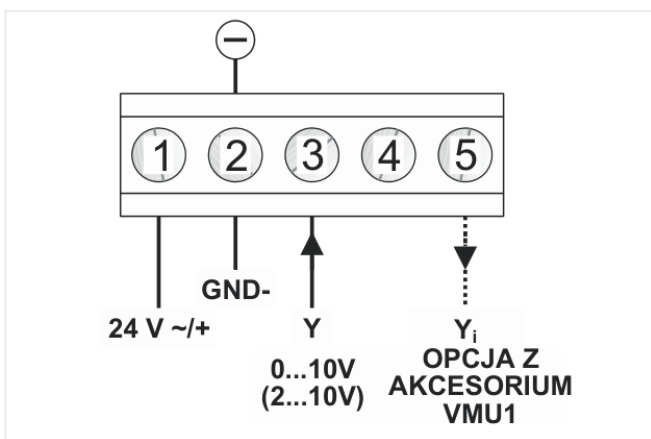 1 2 3 4 5
GND-
24 V ~/+
Y
0...10V
(2...10V)
Yi
OPCJA Z
AKCESORIUM
VMU1